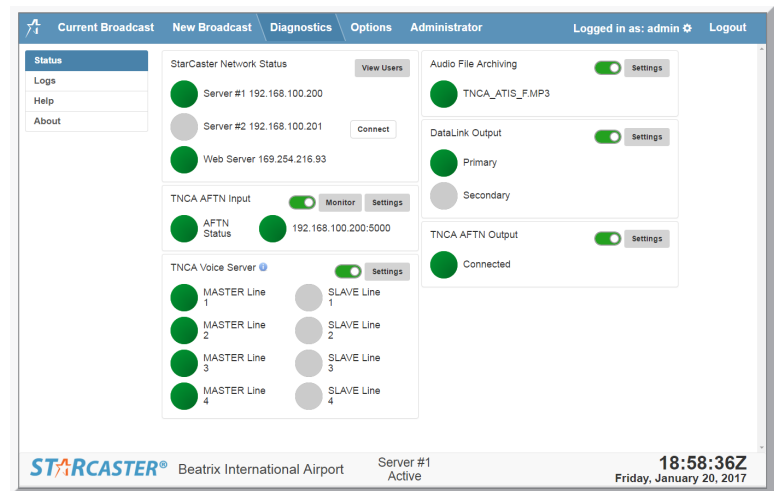 Current Broadcast New Broadcast Diagnostics Options Administrator Logged in as: admin Logout
Status
Logs
Help
About
StarCaster Network Status View Users
Server #1 192.168.100.200
Server #2 192.168.100.201 Connect
Web Server 169.254.216.93
TNCA AFTN Input Monitor Settings
AFTN
Status
192.168.100.200:5000
TNCA Voice Server Settings
MASTER Line
1
SLAVE Line
1
MASTER Line
2
SLAVE Line
2
MASTER Line
3
SLAVE Line
3
MASTER Line
4
SLAVE Line
4
Audio File Archiving Settings
TNCA_ATIS_F.MP3
DataLink Output Settings
Primary
Secondary
TNCA AFTN Output Settings
Connected
STARCASTER® Beatrix International Airport
Server #1
Active
18:58:36Z
Friday, January 20, 2017